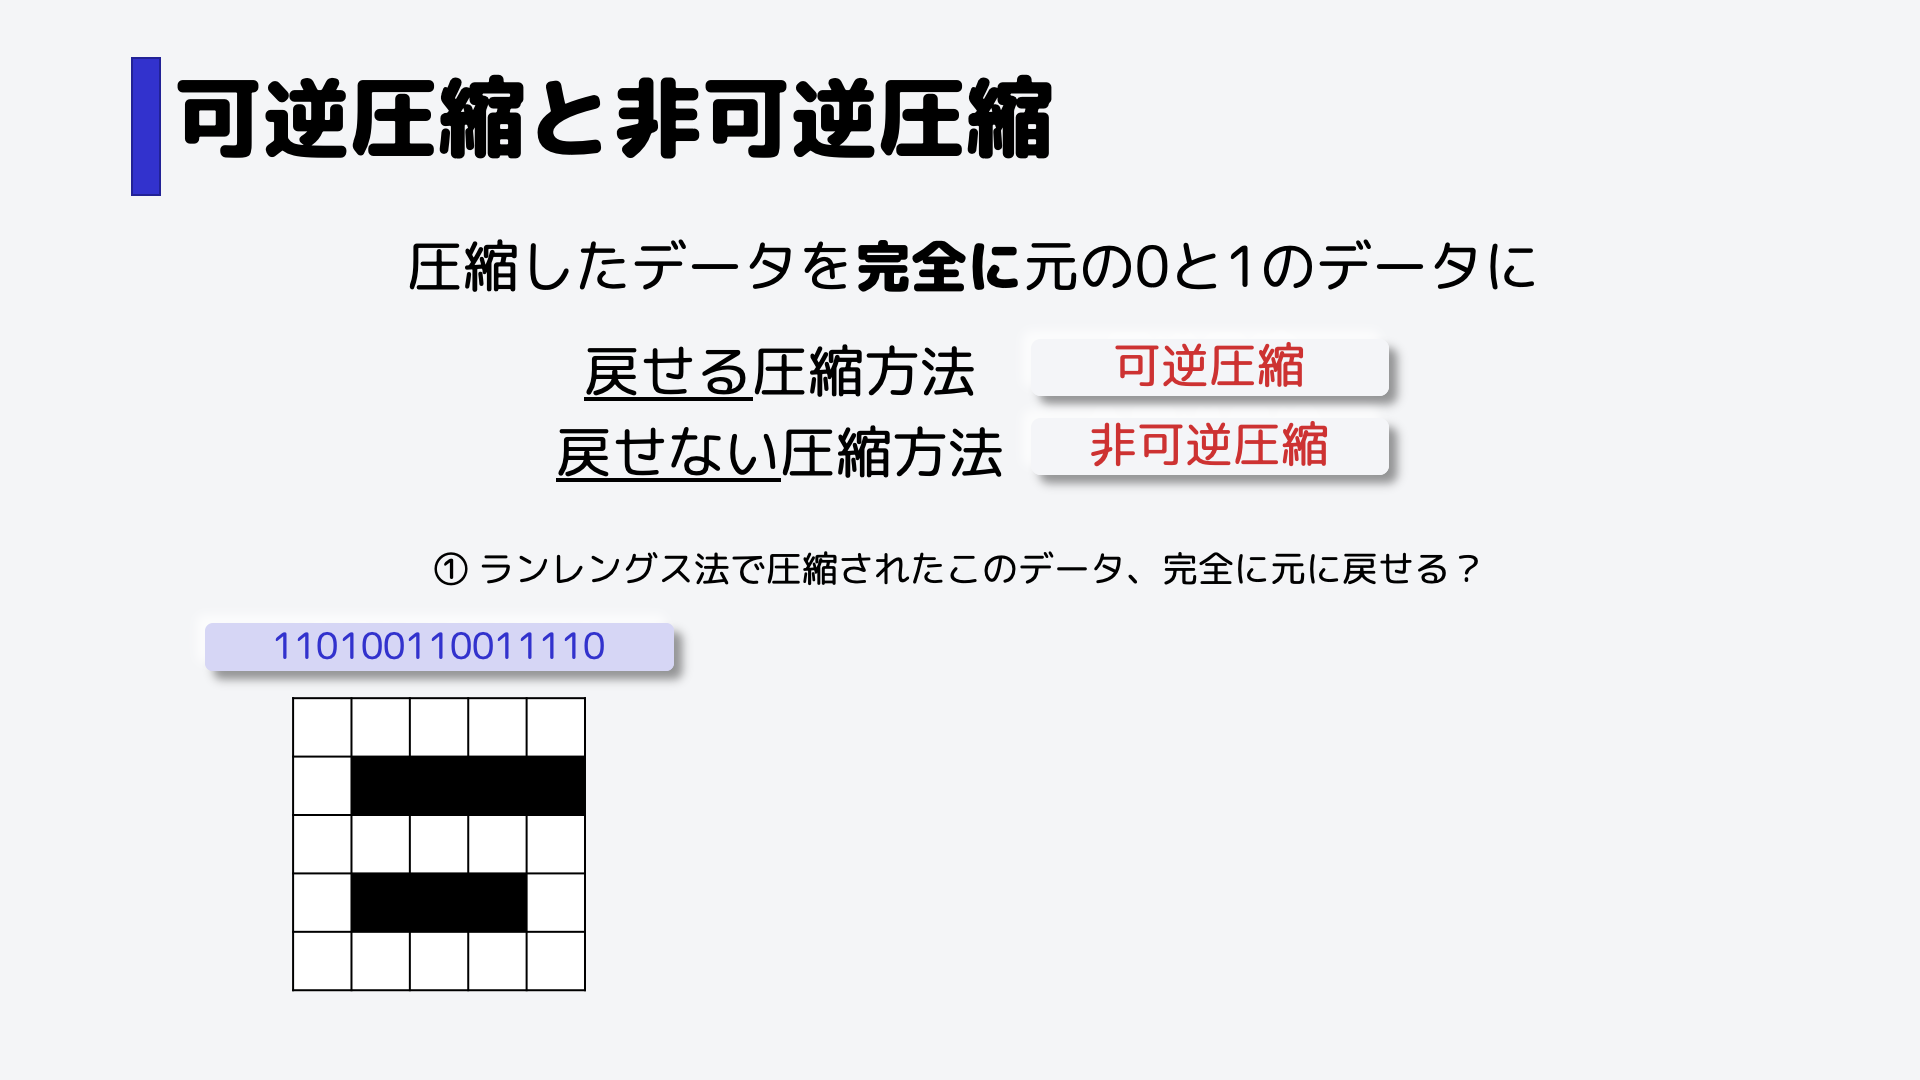 可逆圧縮と非可逆圧縮
圧縮したデータを完全に元の0と1のデータに
戻せる圧縮方法 可逆圧縮
戻せない圧縮方法 非可逆圧縮
① ランレングス法で圧縮されたこのデータ、完全に元に戻せる？
110100110011110